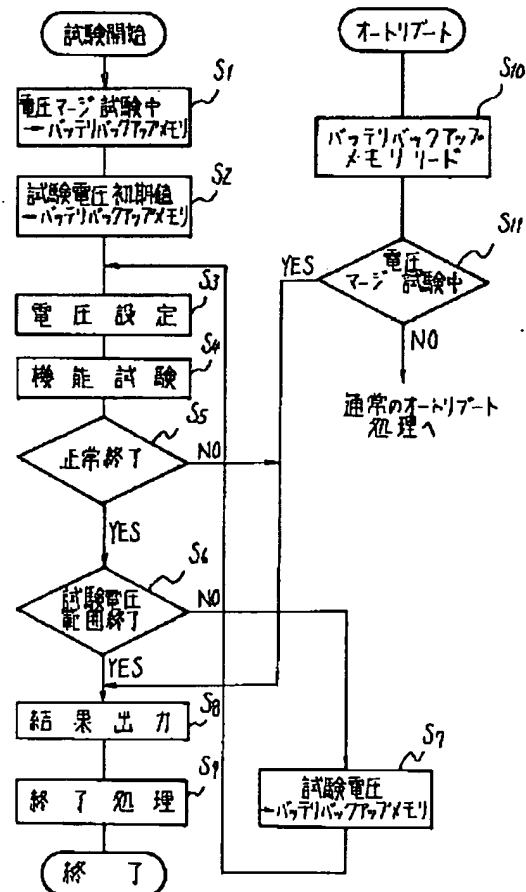 試験開始
S1
電圧マージン試験中
→バッテリバックアップメモリ
S2
試験電圧初期値
→バッテリバックアップメモリ
S3
電圧設定
S4
機能試験
S5
正常終了
NO
YES
S6
試験電圧
範囲終了
NO
YES
S8
結果出力
S9
終了処理
終了
S7
試験電圧
→バッテリバックアップメモリ
オートリブート
S10
バッテリバックアップ
メモリリード
S11
電圧
マージン試験中
YES
NO
通常のオートリブート
処理へ